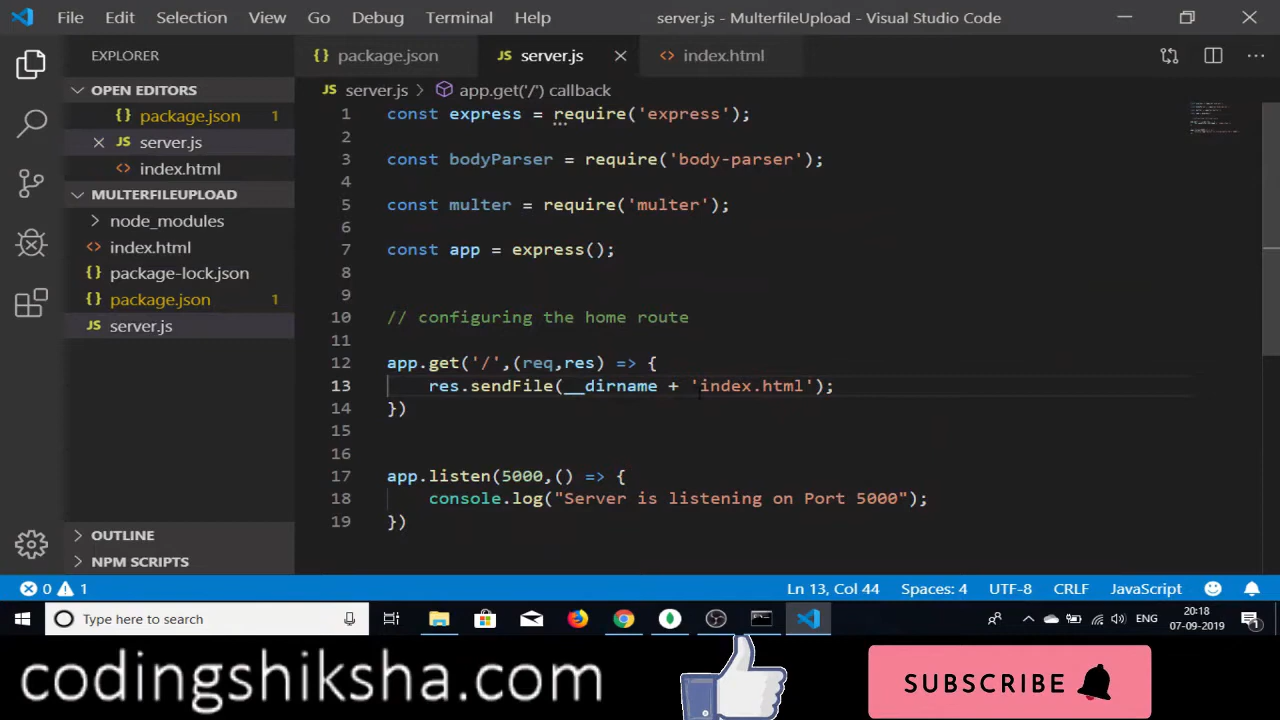 File Edit Selection View Go Debug Terminal Help server.js - MulterfileUpload - Visual Studio Code
EXPLORER
OPEN EDITORS
{} package.json 1
JS server.js
<> index.html
MULTERFILEUPLOAD
node_modules
<> index.html
{} package-lock.json
{} package.json 1
JS server.js
OUTLINE
NPM SCRIPTS
{} package.json JS server.js <> index.html
JS server.js > app.get('/') callback
1 const express = require('express');
2
3 const bodyParser = require('body-parser');
4
5 const multer = require('multer');
6
7 const app = express();
8
9
10 // configuring the home route
11
12 app.get('/',(req,res) => {
13 res.sendFile(__dirname + 'index.html');
14 })
15
16
17 app.listen(5000,() => {
18 console.log("Server is listening on Port 5000");
19 })
0 1 Ln 13, Col 44 Spaces: 4 UTF-8 CRLF JavaScript
Type here to search ENG 20:18 07-09-2019 1
codingshiksha.com SUBSCRIBE